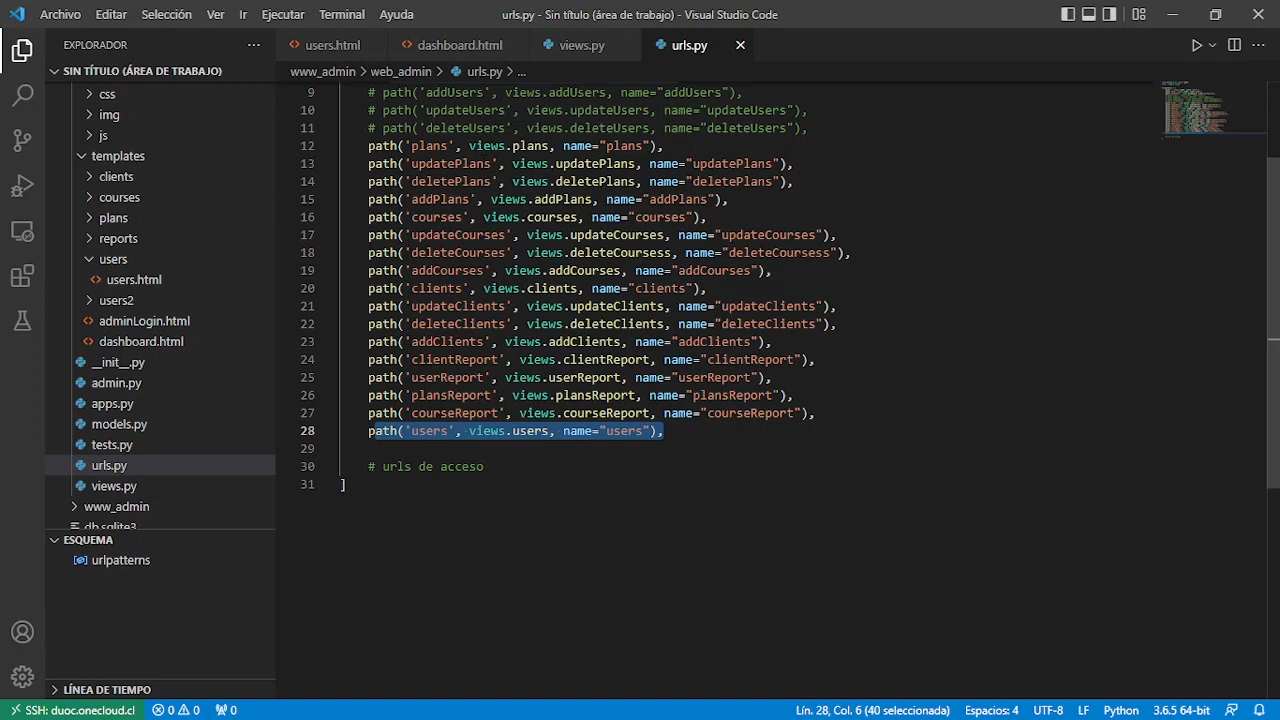 Archivo Editar Selección Ver Ir Ejecutar Terminal Ayuda urls.py - Sin título (área de trabajo) - Visual Studio Code
EXPLORADOR
users.html dashboard.html views.py urls.py
SIN TÍTULO (ÁREA DE TRABAJO)
www_admin > web_admin > urls.py > ...
css
img
js
templates
clients
courses
plans
reports
users
users.html
users2
adminLogin.html
dashboard.html
__init__.py
admin.py
apps.py
models.py
tests.py
urls.py
views.py
www_admin
db.sqlite3
ESQUEMA
urlpatterns
LÍNEA DE TIEMPO
9 # path('addUsers', views.addUsers, name="addUsers"),
10 # path('updateUsers', views.updateUsers, name="updateUsers"),
11 # path('deleteUsers', views.deleteUsers, name="deleteUsers"),
12 path('plans', views.plans, name="plans"),
13 path('updatePlans', views.updatePlans, name="updatePlans"),
14 path('deletePlans', views.deletePlans, name="deletePlans"),
15 path('addPlans', views.addPlans, name="addPlans"),
16 path('courses', views.courses, name="courses"),
17 path('updateCourses', views.updateCourses, name="updateCourses"),
18 path('deleteCourses', views.deleteCoursess, name="deleteCoursess"),
19 path('addCourses', views.addCourses, name="addCourses"),
20 path('clients', views.clients, name="clients"),
21 path('updateClients', views.updateClients, name="updateClients"),
22 path('deleteClients', views.deleteClients, name="deleteClients"),
23 path('addClients', views.addClients, name="addClients"),
24 path('clientReport', views.clientReport, name="clientReport"),
25 path('userReport', views.userReport, name="userReport"),
26 path('plansReport', views.plansReport, name="plansReport"),
27 path('courseReport', views.courseReport, name="courseReport"),
28 path('users', views.users, name="users"),
29
30 # urls de acceso
31 ]
SSH: duoc.onecloud.cl 0 0 0 Lín. 28, Col. 6 (40 seleccionada) Espacios: 4 UTF-8 LF Python 3.6.5 64-bit